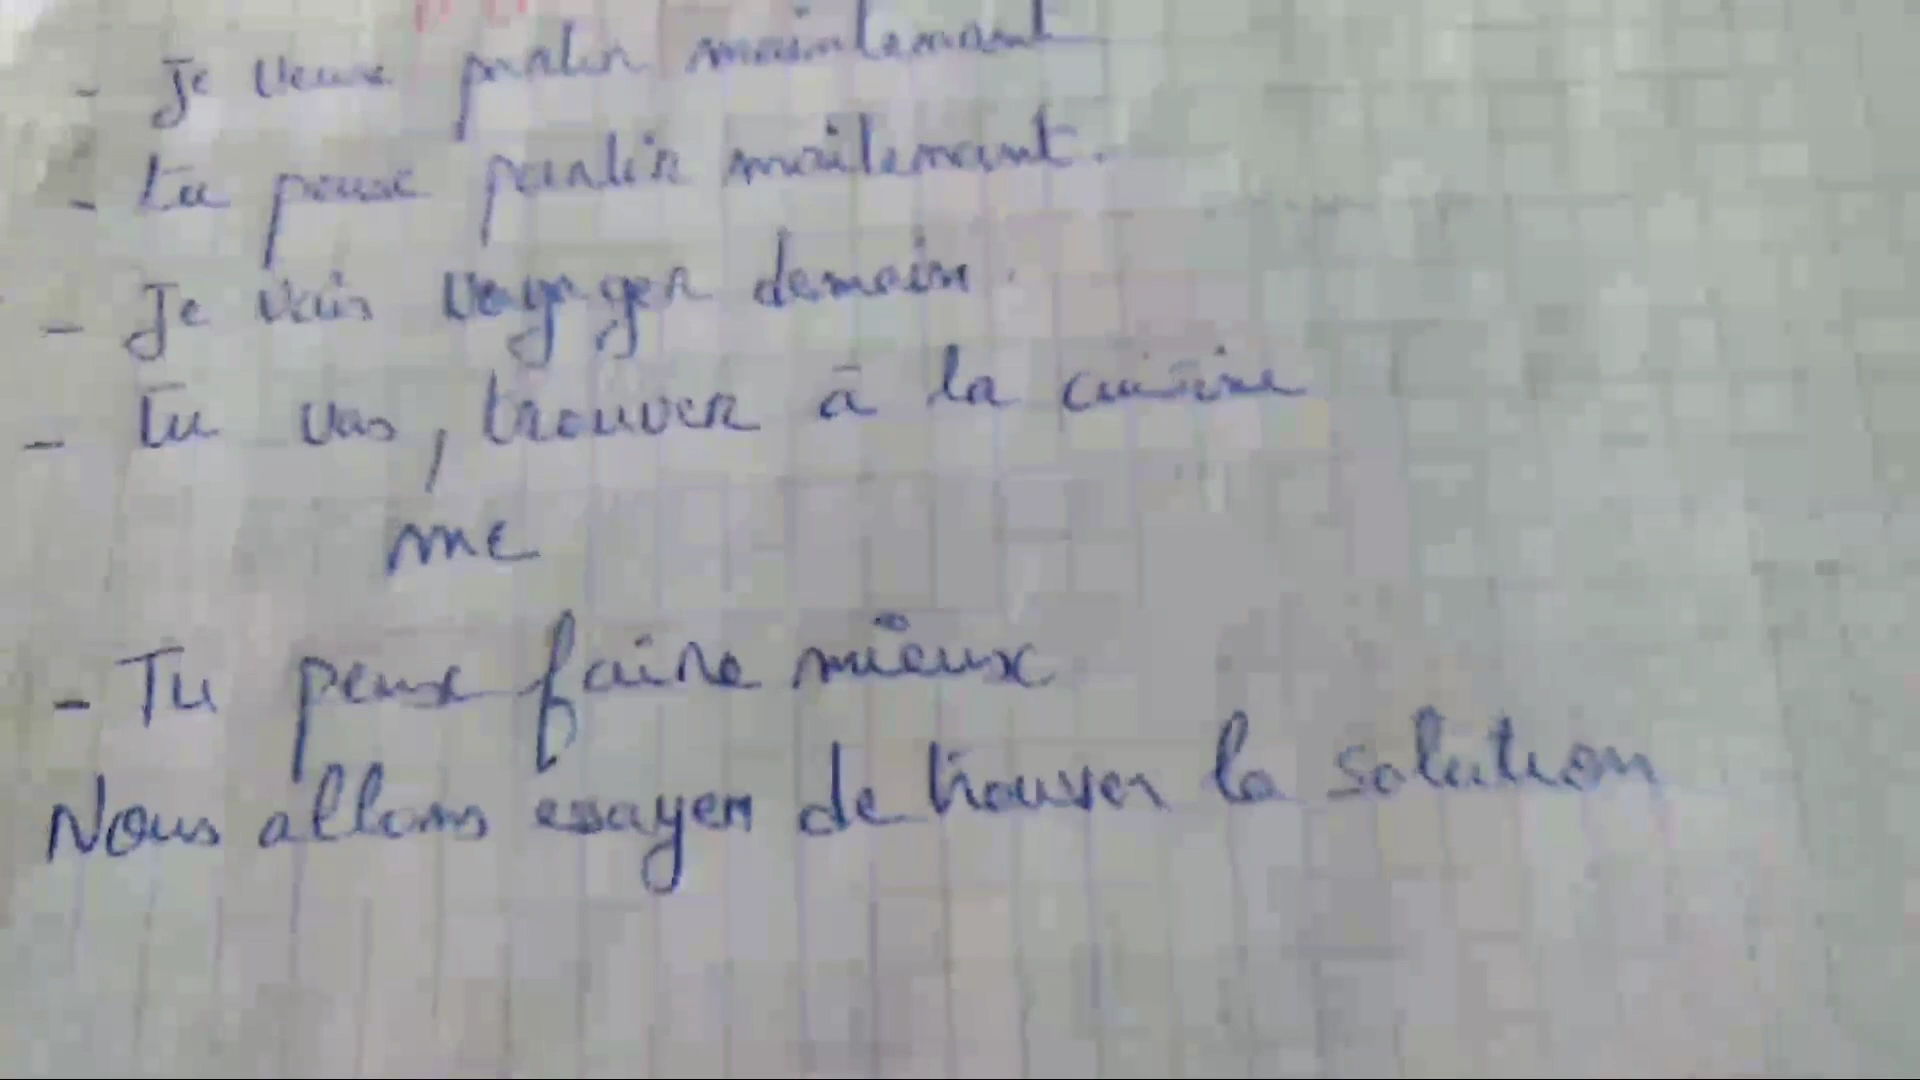 - Je veux partir maintenant
- tu peux partir maitemant.
- Je vais voyager demain.
- Tu vas, trouver à la cuisine
me
- Tu peux faire mieux
Nous allons essayer de trouver la solution